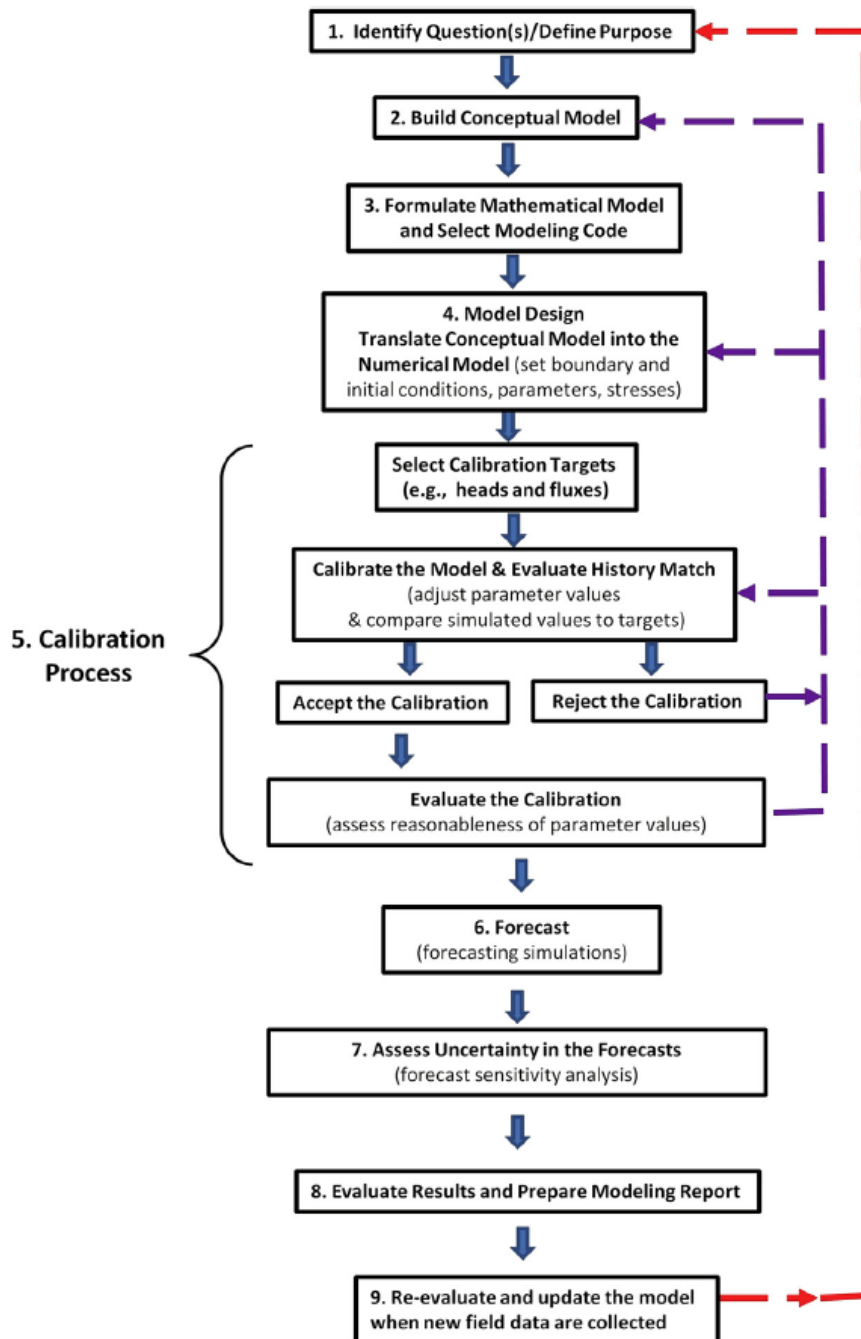 1. Identify Question(s)/Define Purpose
2. Build Conceptual Model
3. Formulate Mathematical Model
and Select Modeling Code
4. Model Design
Translate Conceptual Model into the
Numerical Model (set boundary and
initial conditions, parameters, stresses)
Select Calibration Targets
(e.g., heads and fluxes)
Calibrate the Model & Evaluate History Match
(adjust parameter values
& compare simulated values to targets)
5. Calibration
Process
Accept the Calibration
Reject the Calibration
Evaluate the Calibration
(assess reasonableness of parameter values)
6. Forecast
(forecasting simulations)
7. Assess Uncertainty in the Forecasts
(forecast sensitivity analysis)
8. Evaluate Results and Prepare Modeling Report
9. Re-evaluate and update the model
when new field data are collected